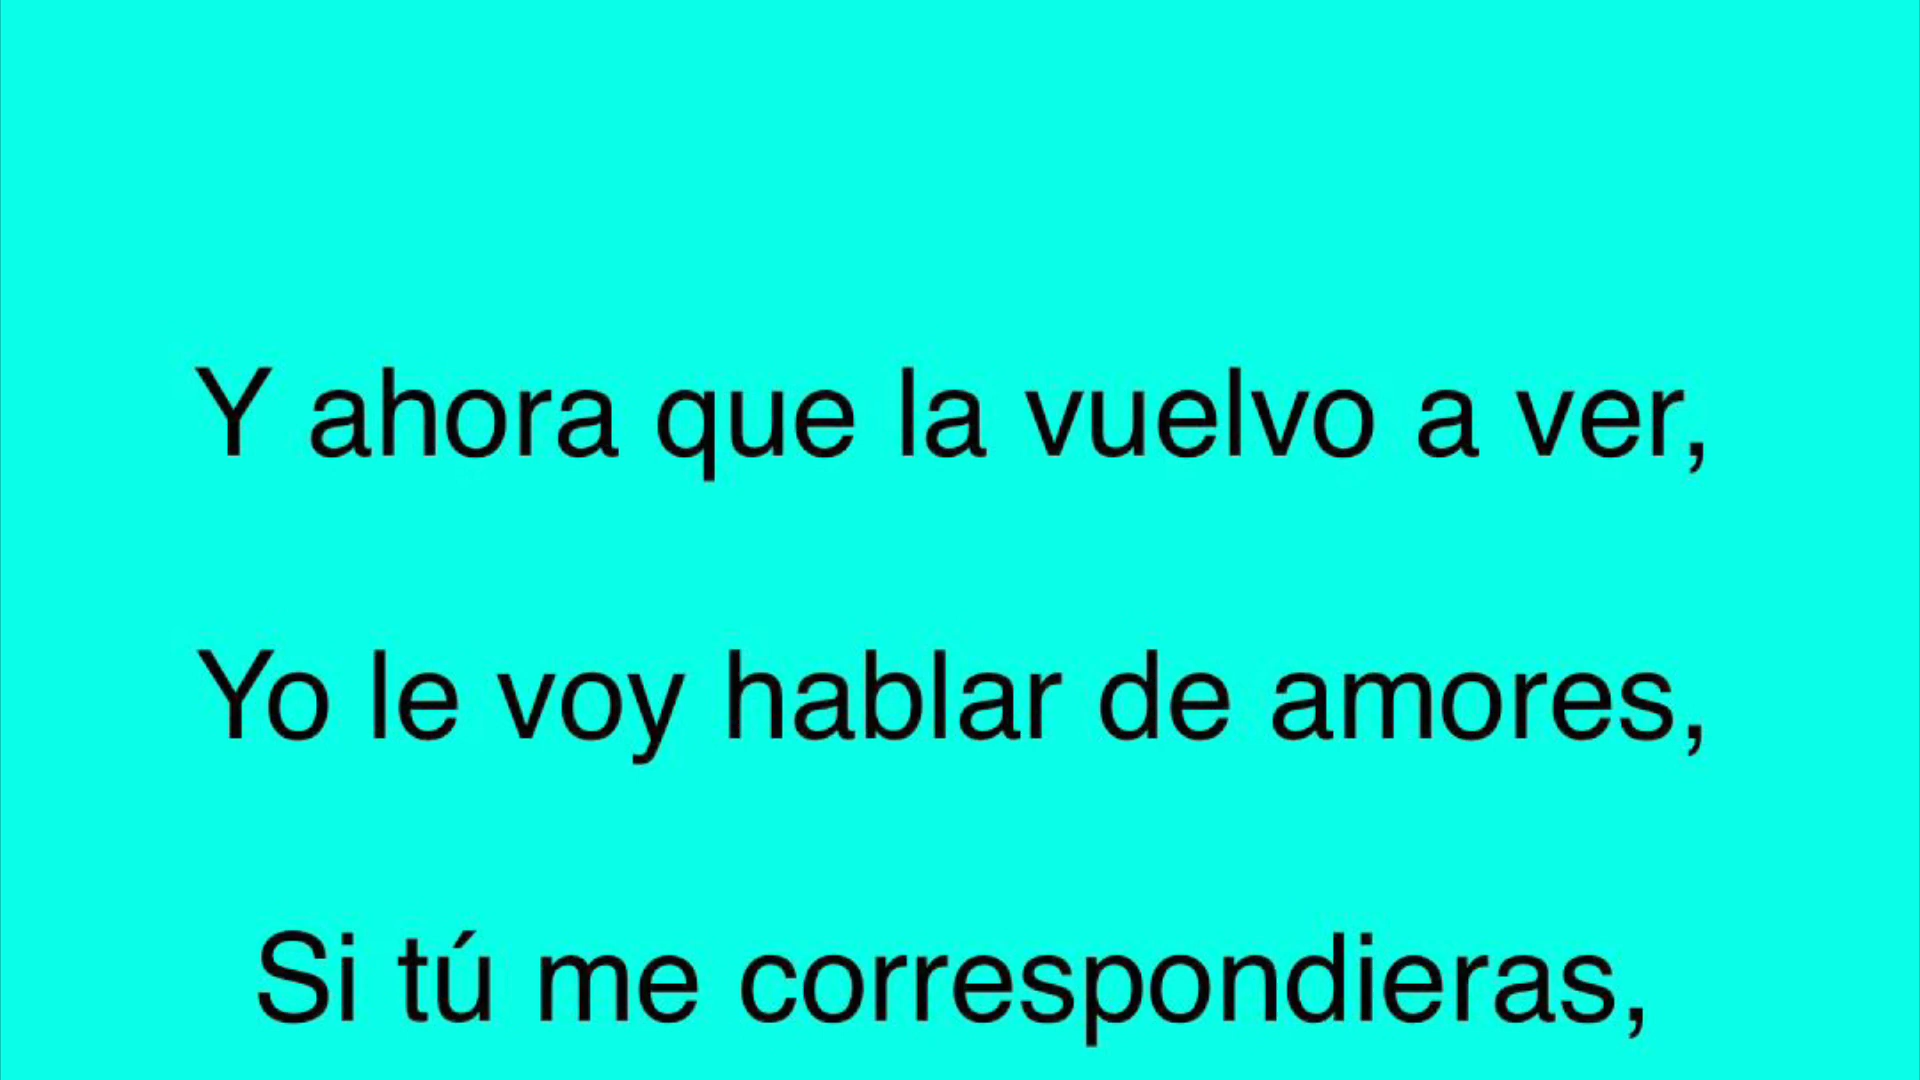 Y ahora que la vuelvo a ver,
Yo le voy hablar de amores,
Si tú me correspondieras,